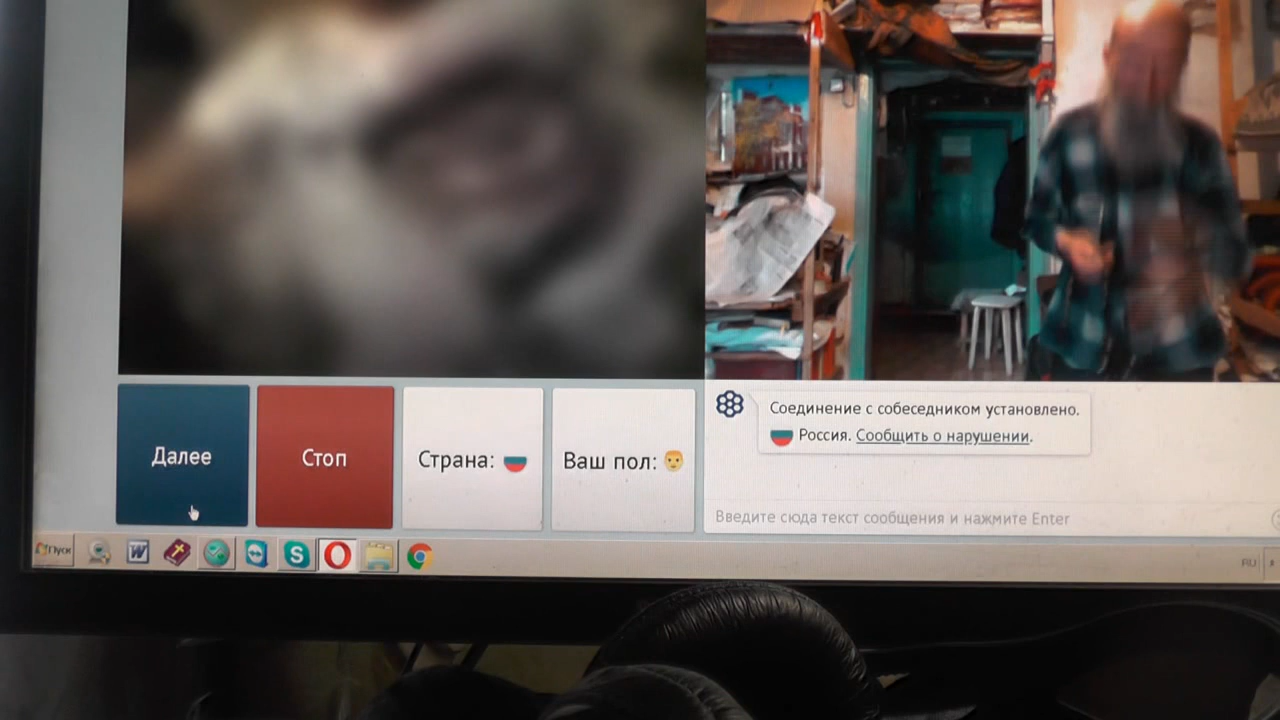 Далее
Стоп
Страна:
Ваш пол:
Соединение с собеседником установлено.
Россия. Сообщить о нарушении.
Введите сюда текст сообщения и нажмите Enter
Пуск
RU